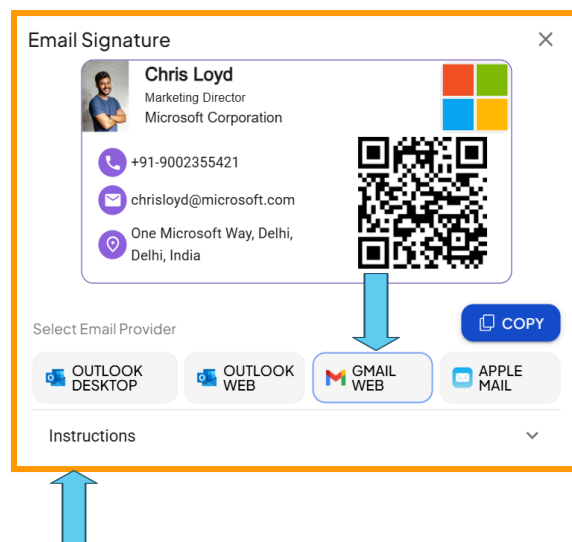 Email Signature
Chris Loyd
Marketing Director
Microsoft Corporation
+91-9002355421
chrisloyd@microsoft.com
One Microsoft Way, Delhi,
Delhi, India
Select Email Provider
COPY
OUTLOOK
DESKTOP
OUTLOOK
WEB
GMAIL
WEB
APPLE
MAIL
Instructions